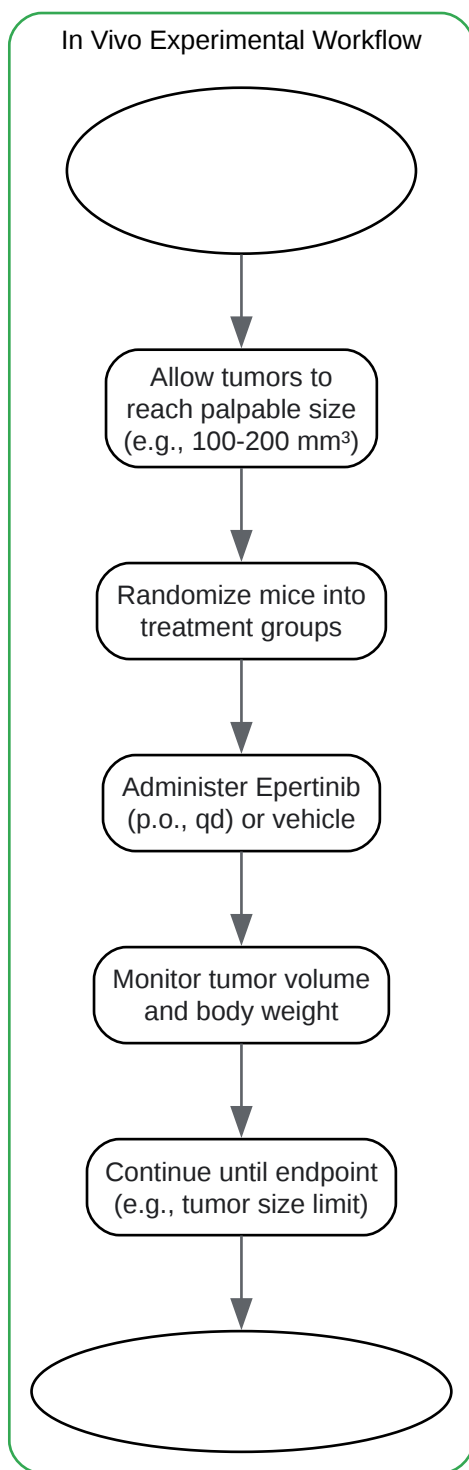 In Vivo Experimental Workflow
Allow tumors to
reach palpable size
(e.g., 100-200 mm³)
Randomize mice into
treatment groups
Administer Epertinib
(p.o., qd) or vehicle
Monitor tumor volume
and body weight
Continue until endpoint
(e.g., tumor size limit)